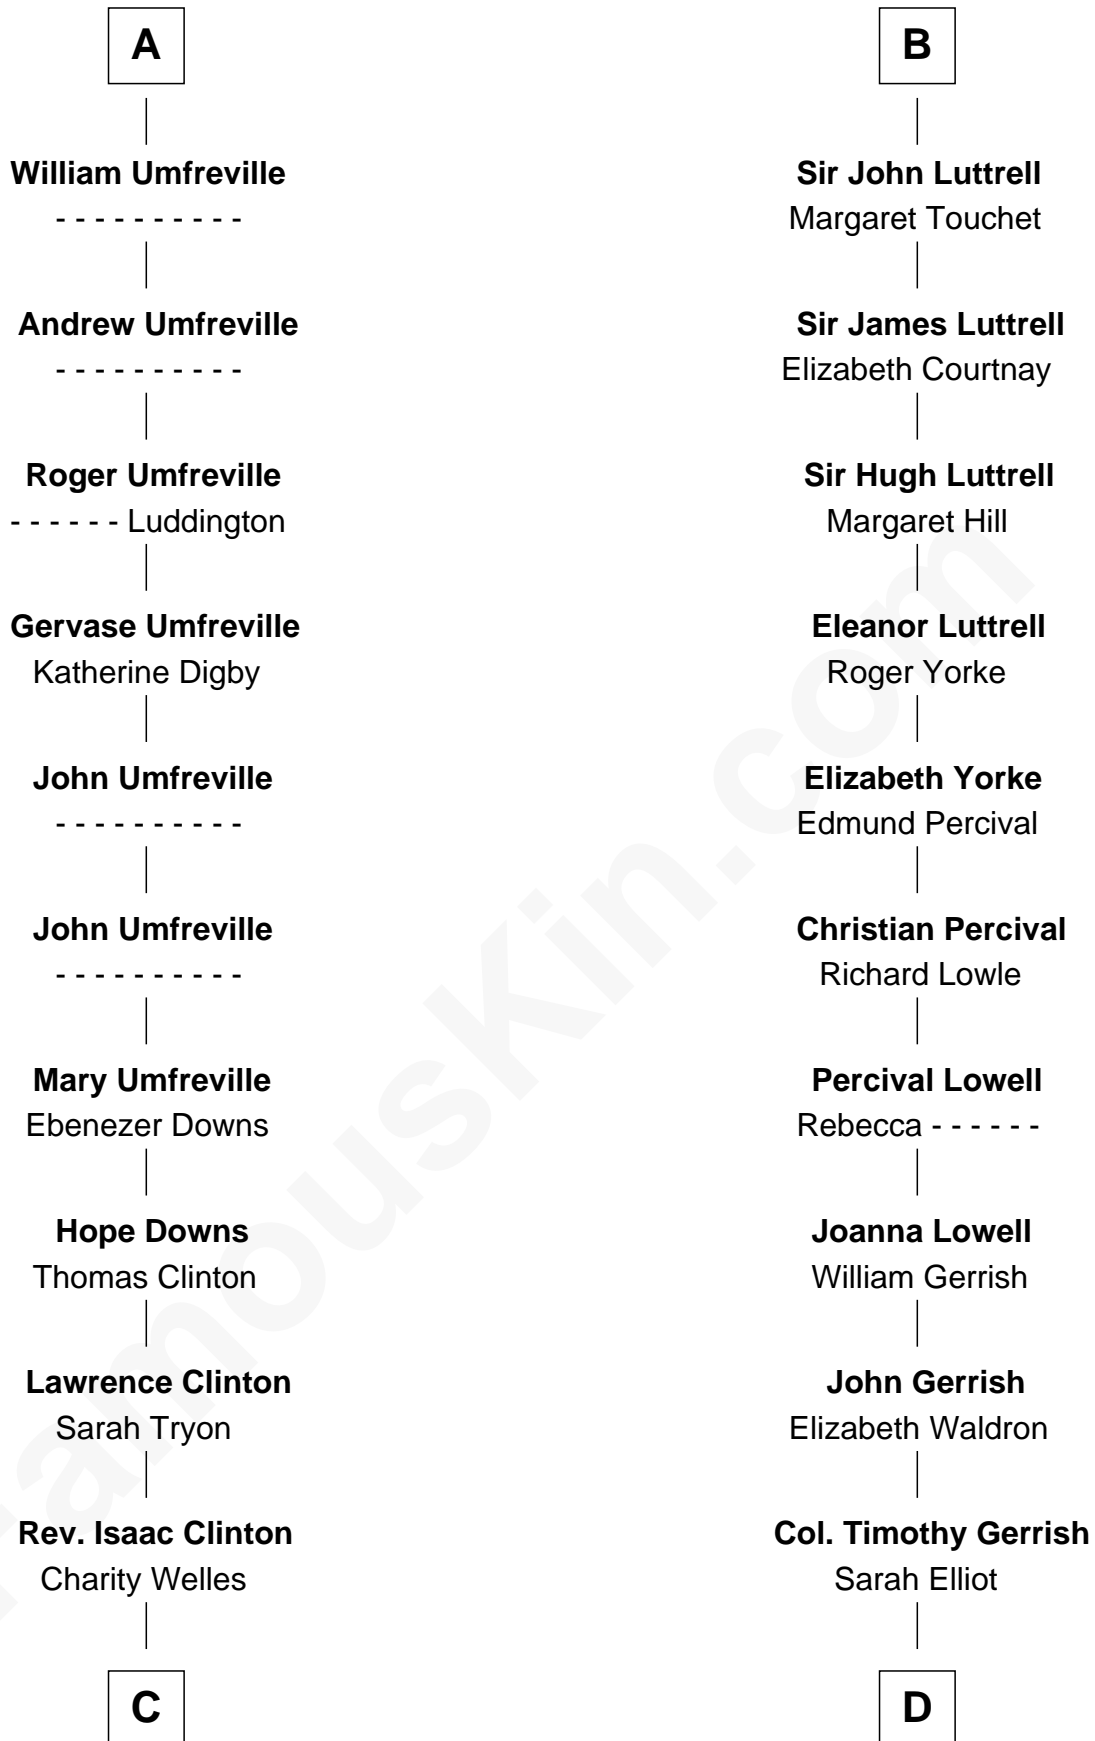 A
William Umfreville
- - - - - - - - - -
Andrew Umfreville
- - - - - - - - - -
Roger Umfreville
- - - - - - Luddington
Gervase Umfreville
Katherine Digby
John Umfreville
- - - - - - - - - -
John Umfreville
- - - - - - - - - -
Mary Umfreville
Ebenezer Downs
Hope Downs
Thomas Clinton
Lawrence Clinton
Sarah Tryon
Rev. Isaac Clinton
Charity Welles
C
B
Sir John Luttrell
Margaret Touchet
Sir James Luttrell
Elizabeth Courtnay
Sir Hugh Luttrell
Margaret Hill
Eleanor Luttrell
Roger Yorke
Elizabeth Yorke
Edmund Percival
Christian Percival
Richard Lowle
Percival Lowell
Rebecca - - - - - -
Joanna Lowell
William Gerrish
John Gerrish
Elizabeth Waldron
Col. Timothy Gerrish
Sarah Elliot
D
FamousKin.com